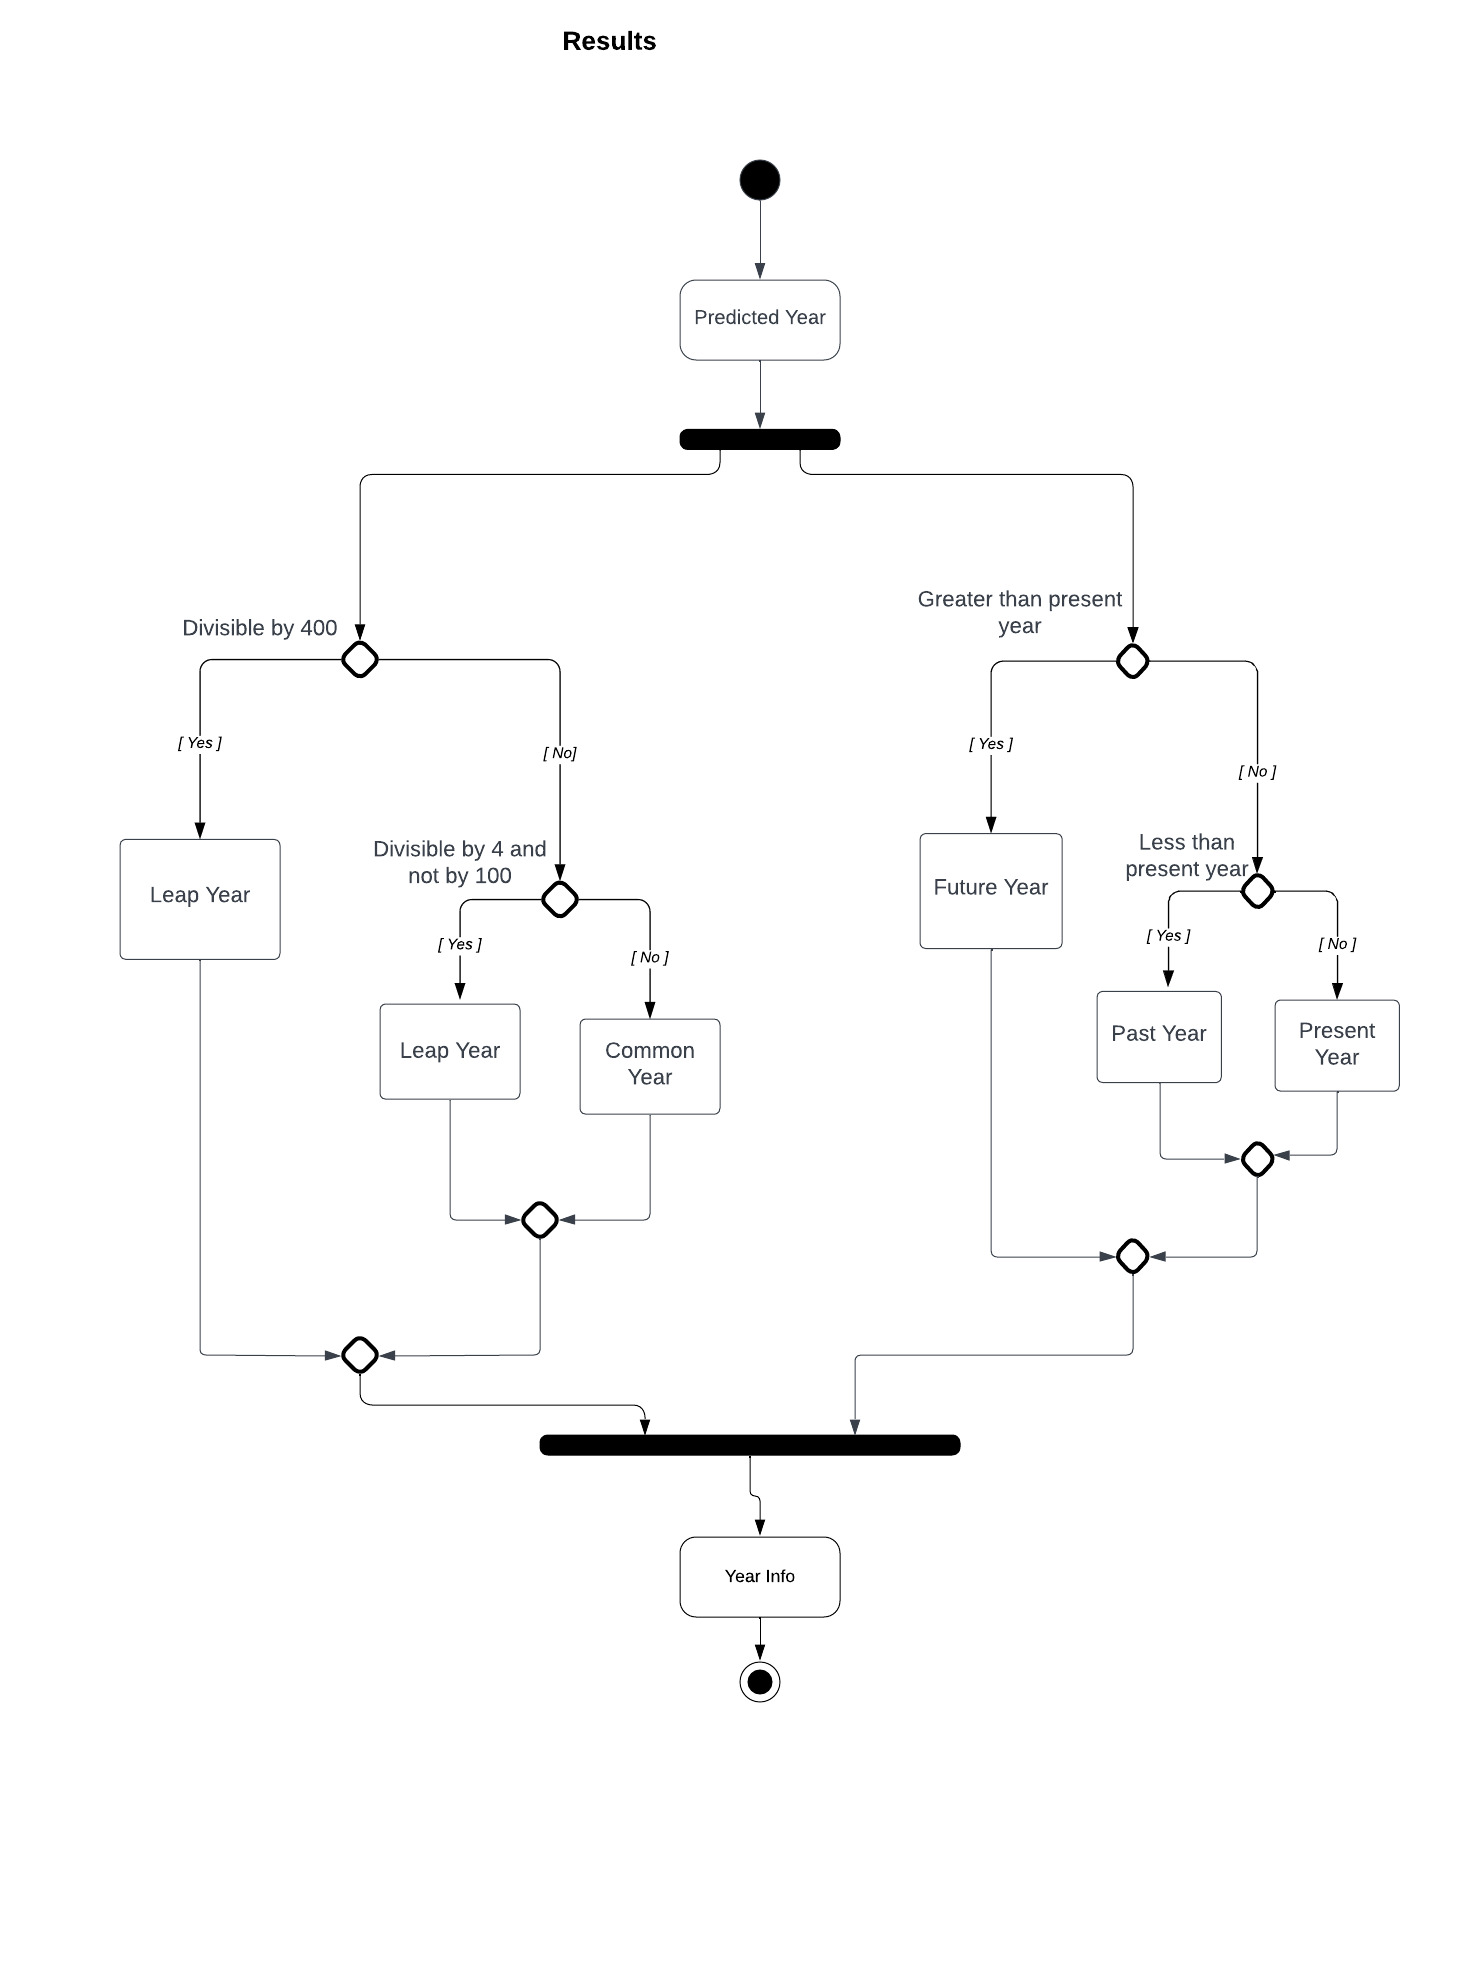 Results
Predicted Year
Divisible by 400
[ Yes ]
[ No]
Leap Year
Divisible by 4 and
not by 100
[ Yes ]
[ No ]
Leap Year
Common
Year
Greater than present
year
[ Yes ]
[ No ]
Future Year
Less than
present year
[ Yes ]
[ No ]
Past Year
Present
Year
Year Info